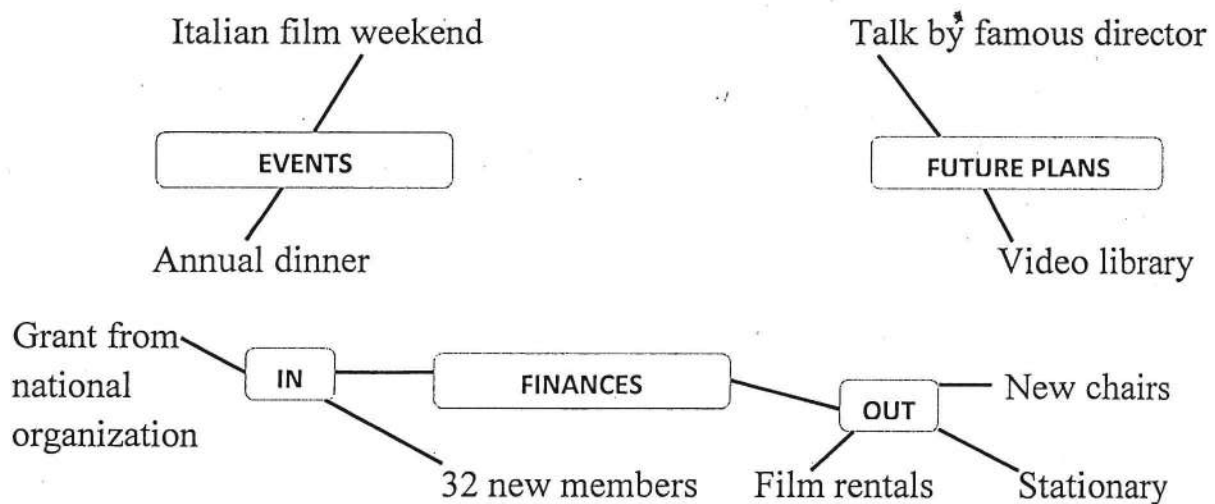 Italian film weekend
Talk by famous director
EVENTS
FUTURE PLANS
Annual dinner
Video library
Grant from
national
organization
IN
FINANCES
OUT
New chairs
32 new members
Film rentals
Stationary